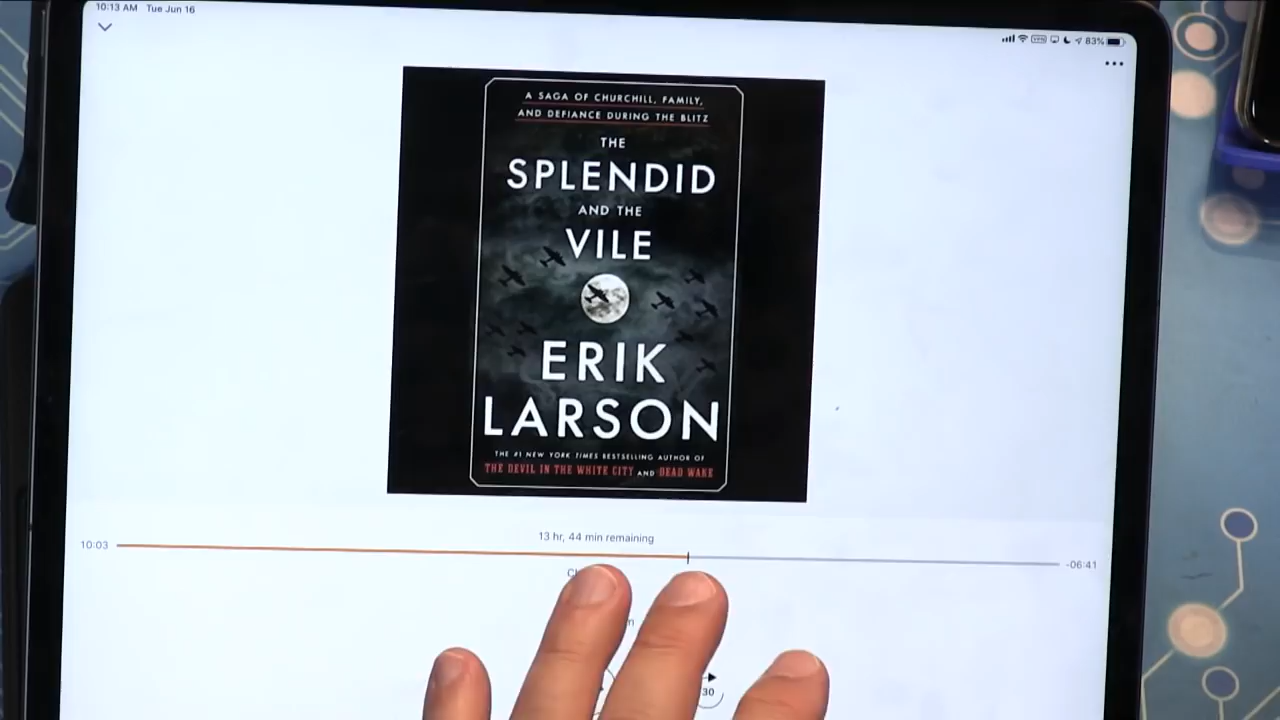 10:13 AM Tue Jun 16
VPN 83%
A SAGA OF CHURCHILL, FAMILY,
AND DEFIANCE DURING THE BLITZ
THE
SPLENDID
AND THE
VILE
ERIK
LARSON
THE #1 NEW YORK TIMES BESTSELLING AUTHOR OF
THE DEVIL IN THE WHITE CITY AND DEAD WAKE
13 hr, 44 min remaining
10:03
-06:41
30